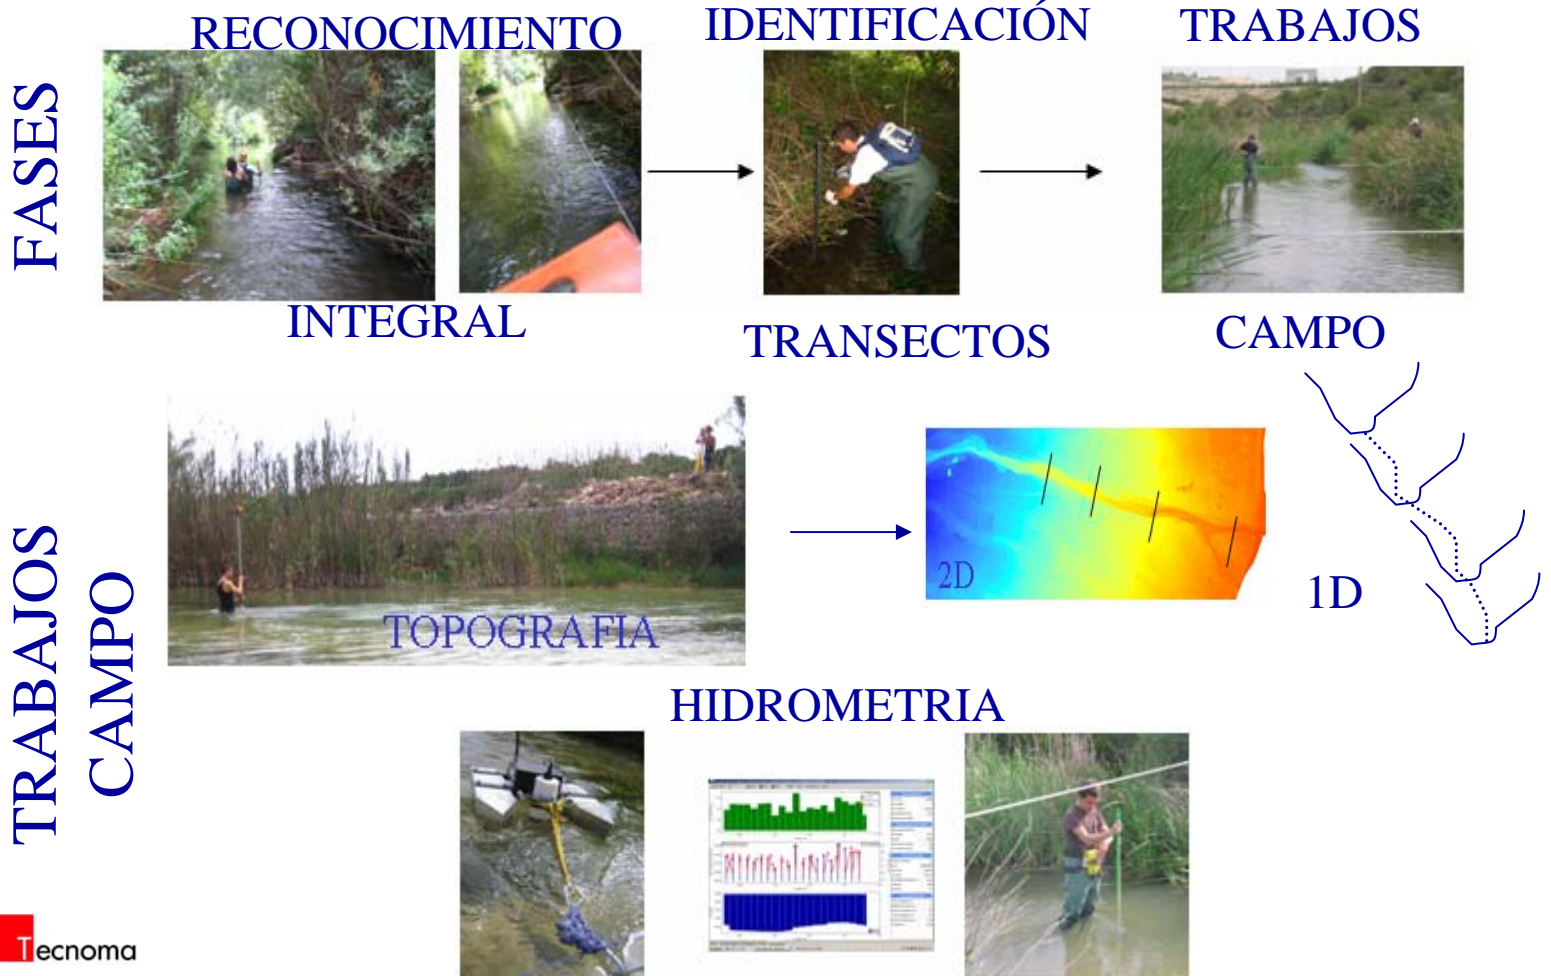 FASES
RECONOCIMIENTO
INTEGRAL
IDENTIFICACIÓN
TRANSECTOS
TRABAJOS
CAMPO
TRABAJOS
CAMPO
TOPOGRAFIA
2D
1D
HIDROMETRIA
Tecnoma